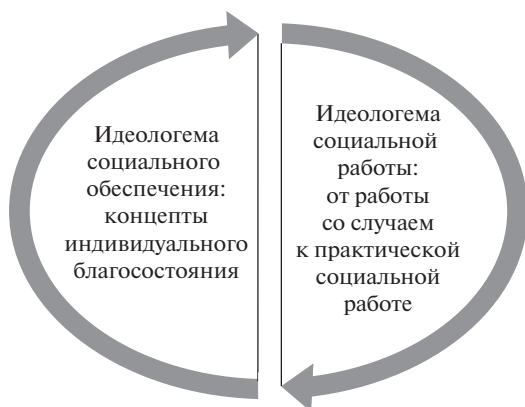 Идеологема
социального
обеспечения:
концепты
индивидуального
благосостояния
Идеологема
социальной
работы:
от работы
со случаем
к практической
социальной
работе